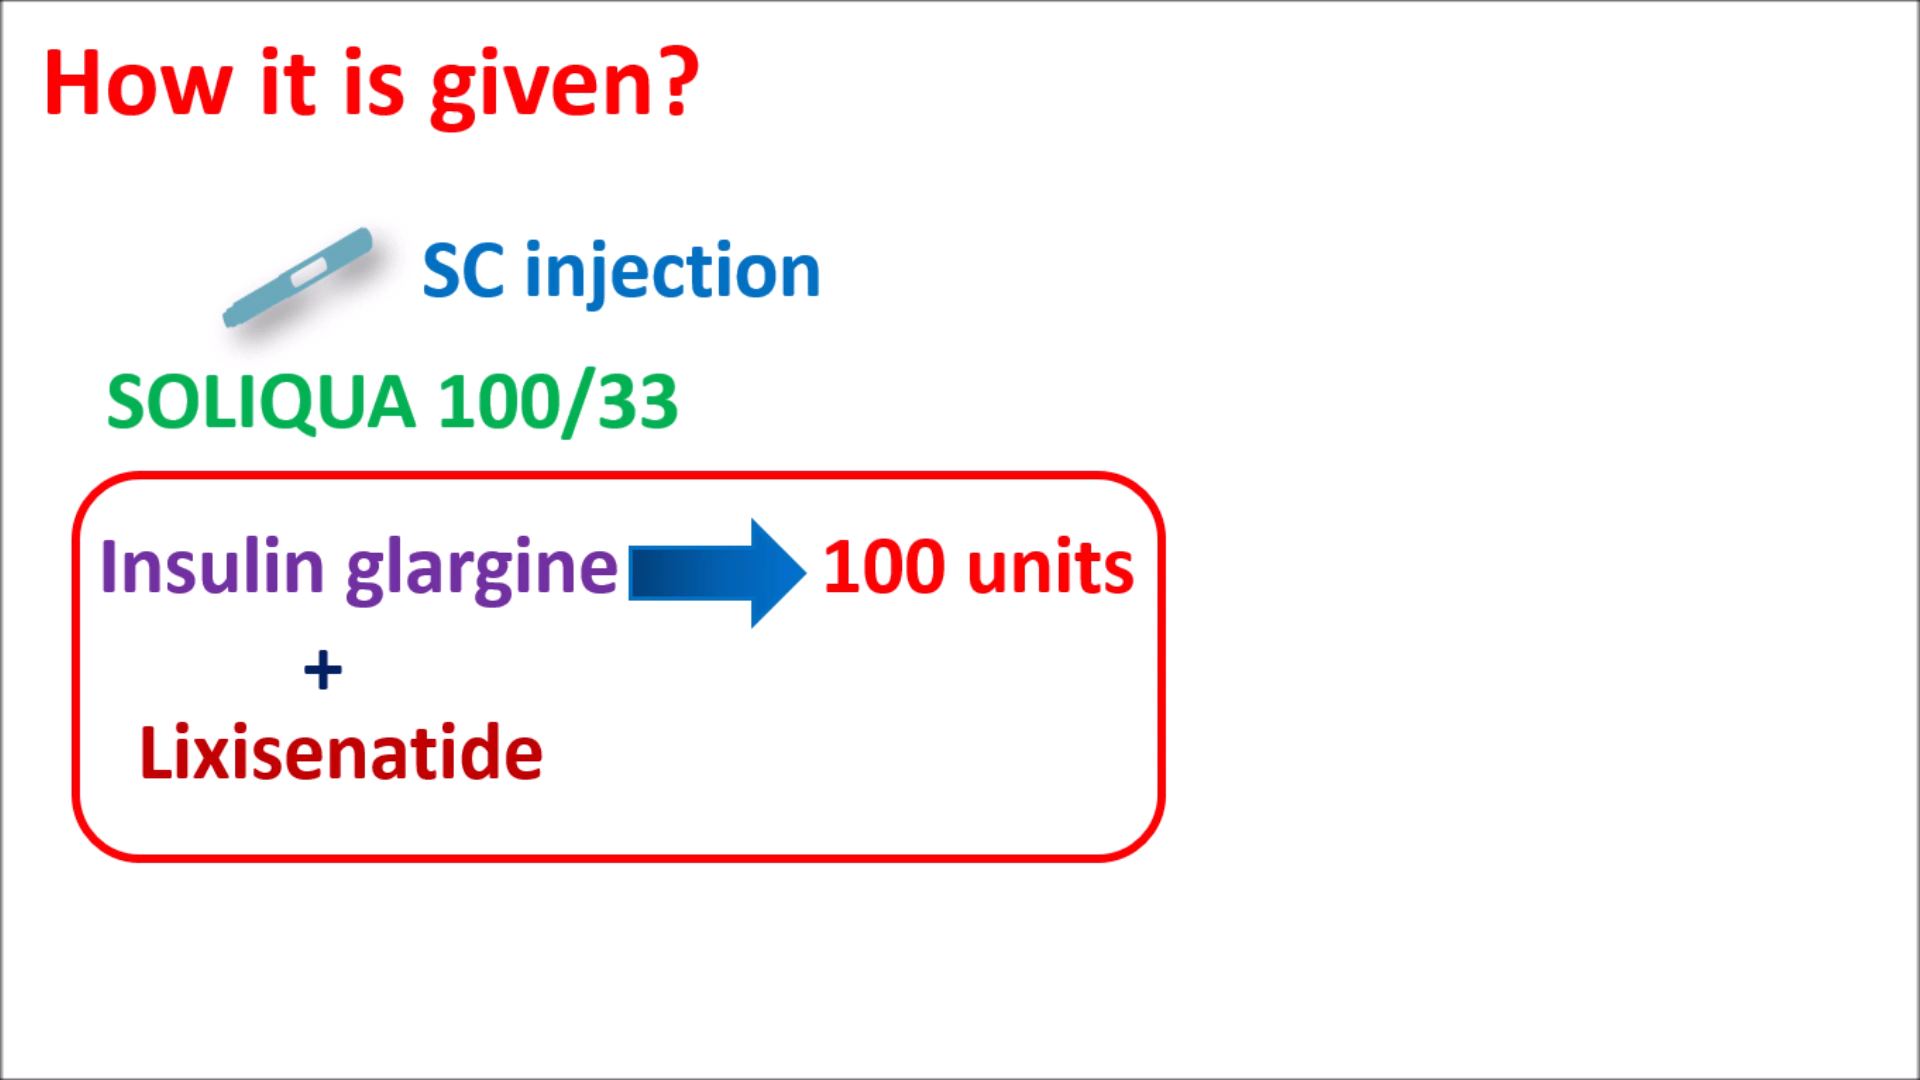 How it is given?
SC injection
SOLIQUA 100/33
Insulin glargine 100 units
+
Lixisenatide